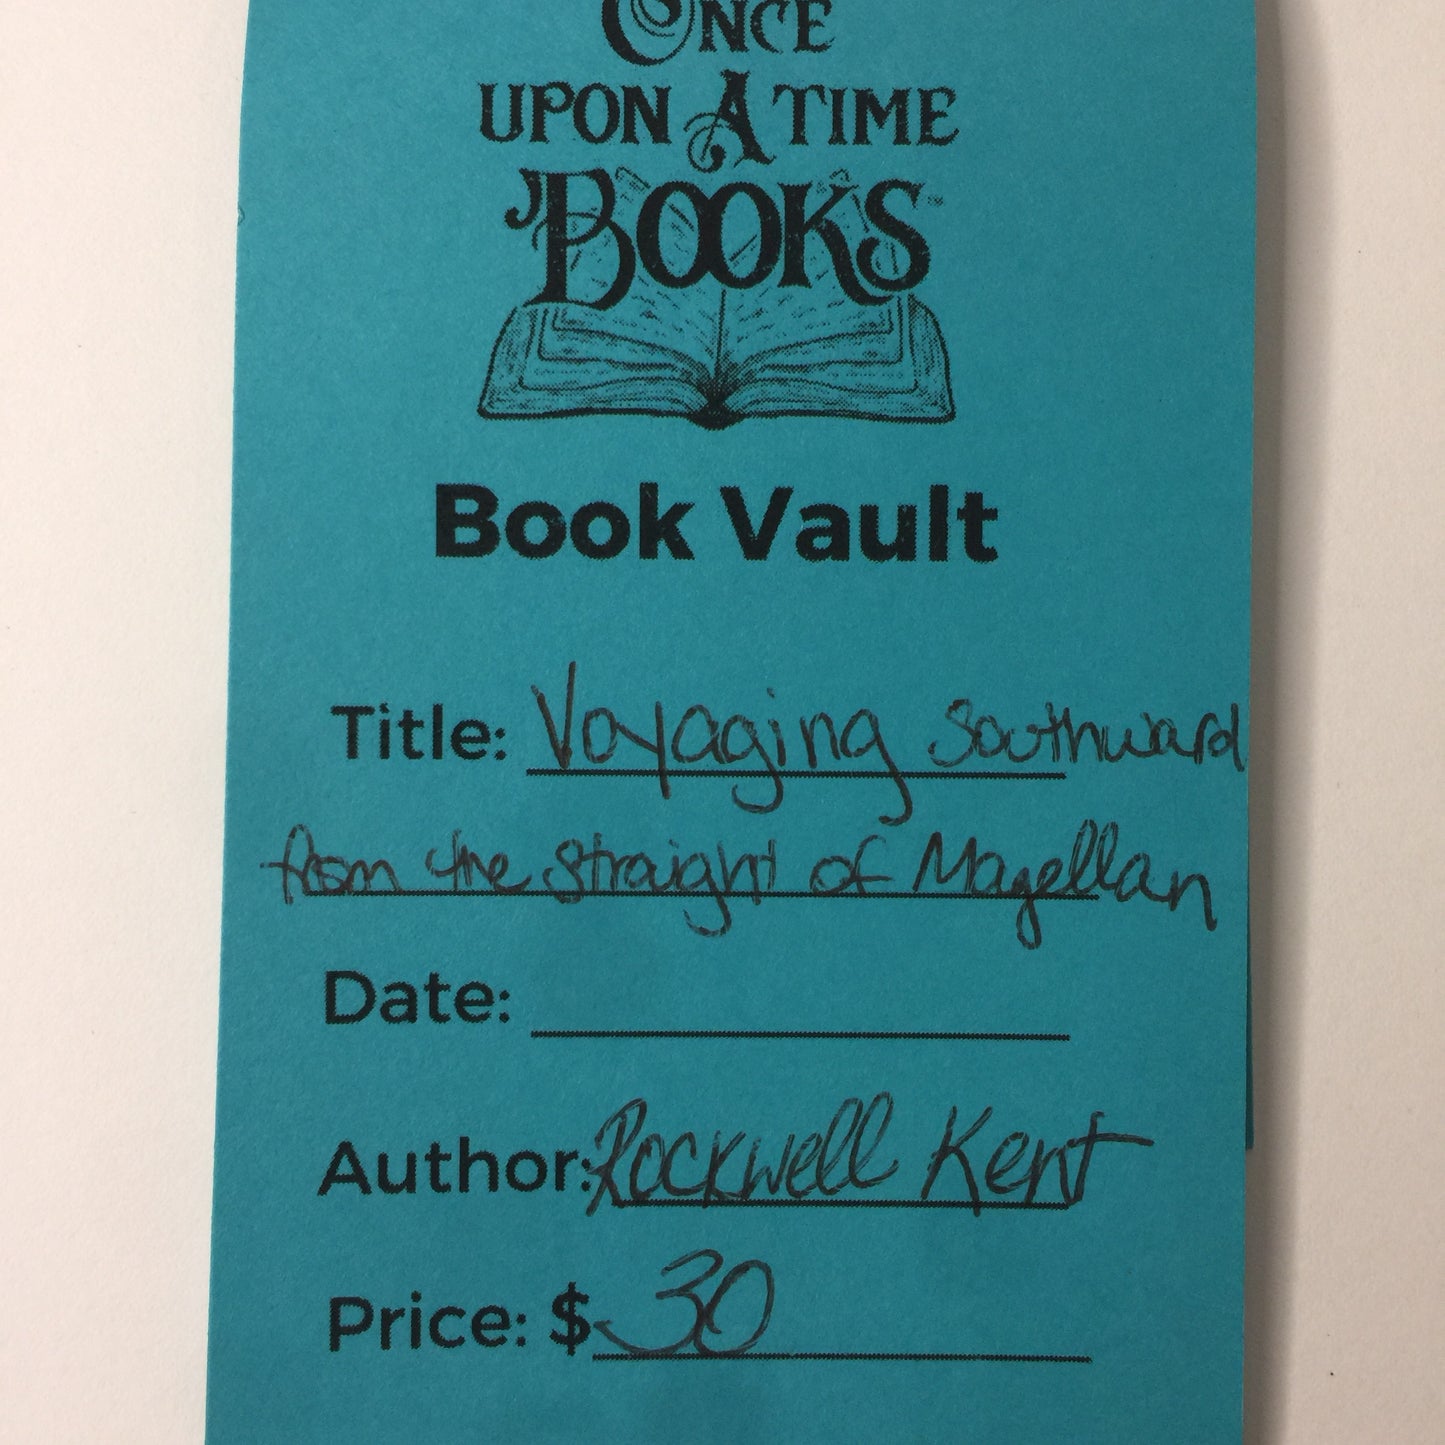 ONCE
UPON A TIME
BOOKS™
Book Vault
Title: Voyaging Southward
from the Straight of Magellan
Date:
Author: Rockwell Kent
Price: $ 30